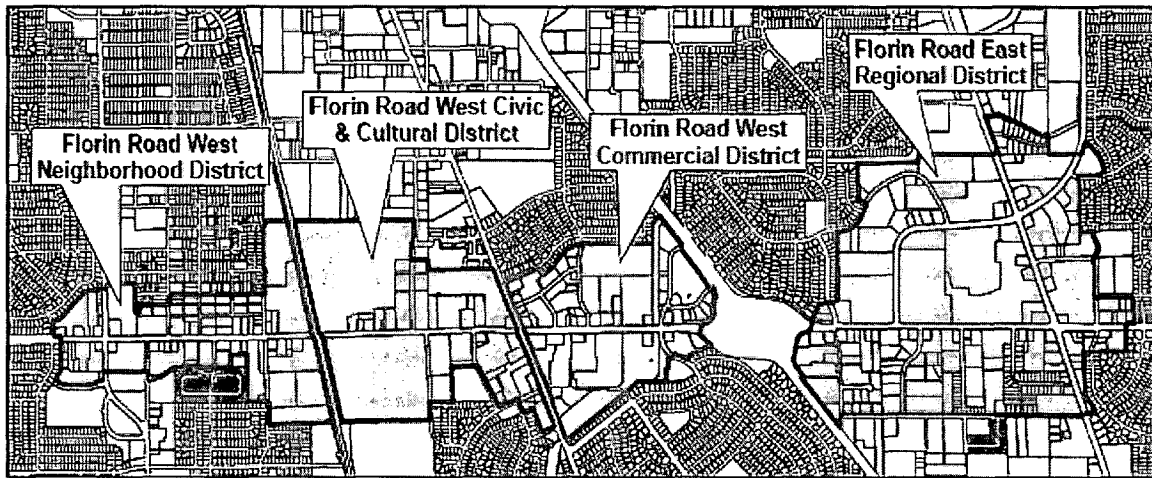 Florin Road West
Neighborhood District
Florin Road West Civic
& Cultural District
Florin Road West
Commercial District
Florin Road East
Regional District